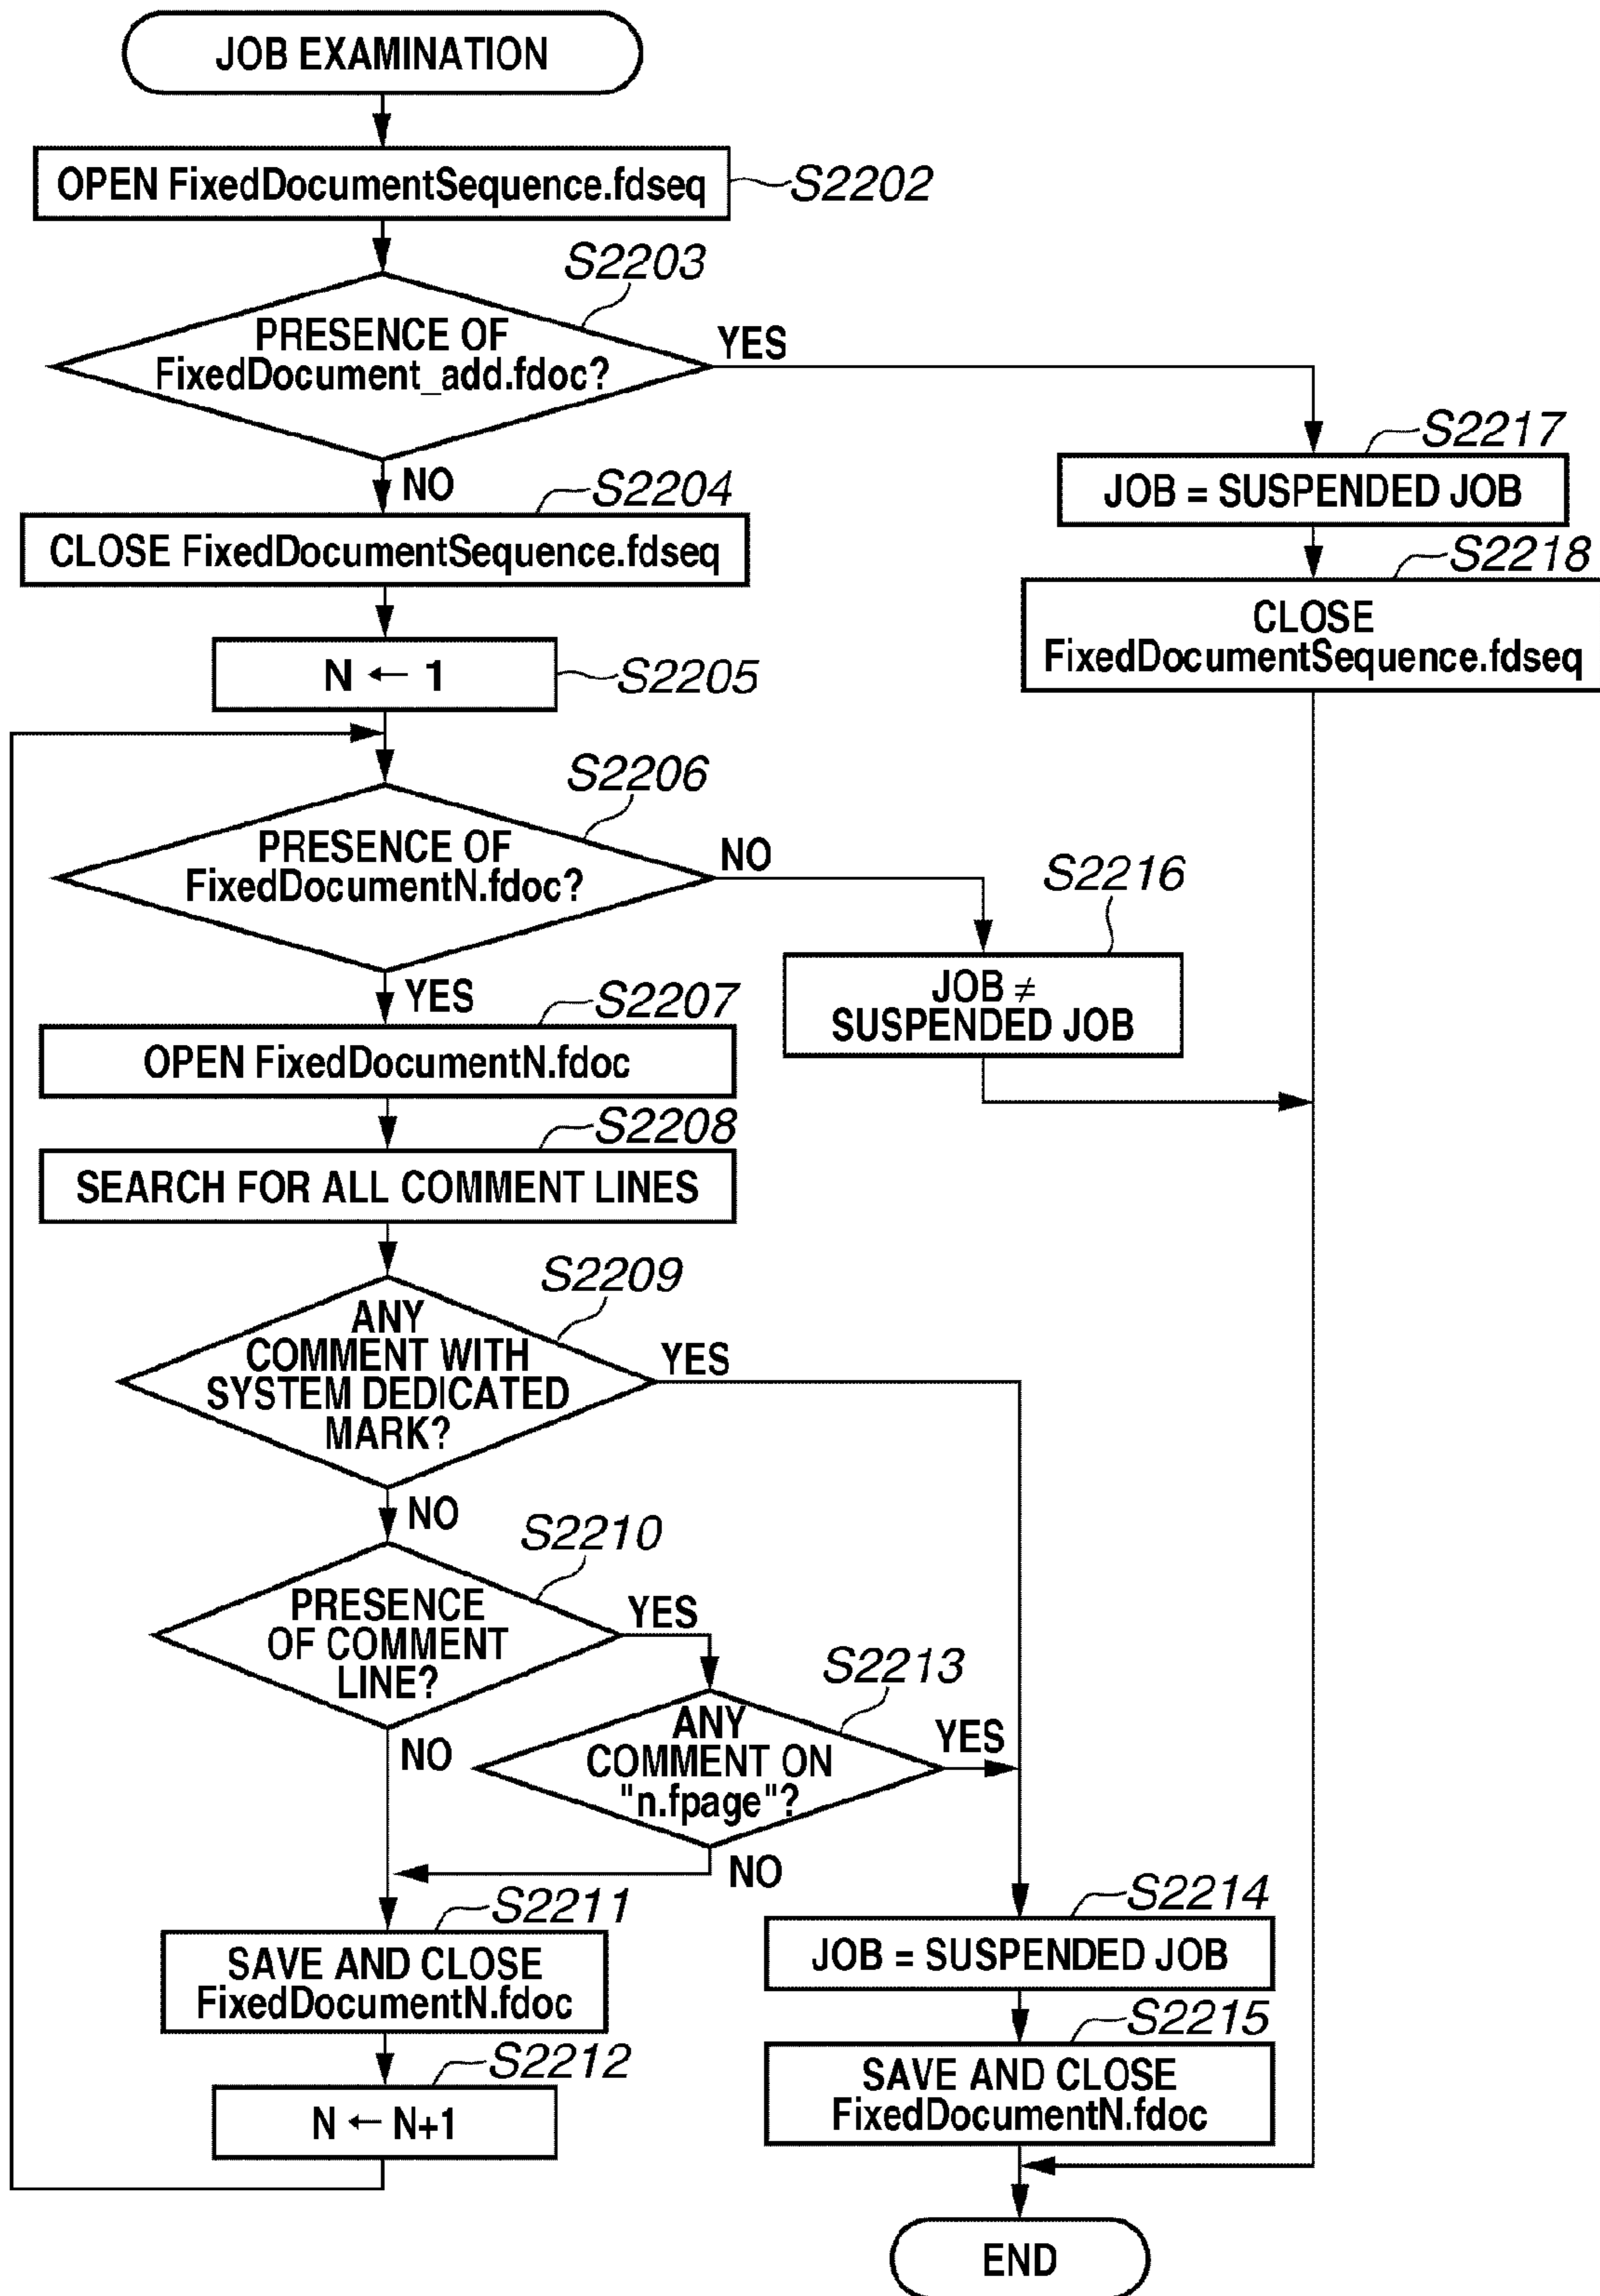 JOB EXAMINATION
OPEN FixedDocumentSequence.fdseq
S2202
S2203
PRESENCE OF
FixedDocument_add.fdoc?
YES
NO
S2217
JOB = SUSPENDED JOB
S2204
CLOSE FixedDocumentSequence.fdseq
S2218
CLOSE
FixedDocumentSequence.fdseq
N ← 1
S2205
S2206
PRESENCE OF
FixedDocumentN.fdoc?
NO
YES
S2216
JOB ≠
SUSPENDED JOB
S2207
OPEN FixedDocumentN.fdoc
S2208
SEARCH FOR ALL COMMENT LINES
S2209
ANY
COMMENT WITH
SYSTEM DEDICATED
MARK?
YES
NO
S2210
PRESENCE
OF COMMENT
LINE?
YES
NO
S2213
ANY
COMMENT ON
"n.fpage"?
YES
NO
S2211
SAVE AND CLOSE
FixedDocumentN.fdoc
S2214
JOB = SUSPENDED JOB
S2212
N ← N+1
S2215
SAVE AND CLOSE
FixedDocumentN.fdoc
END